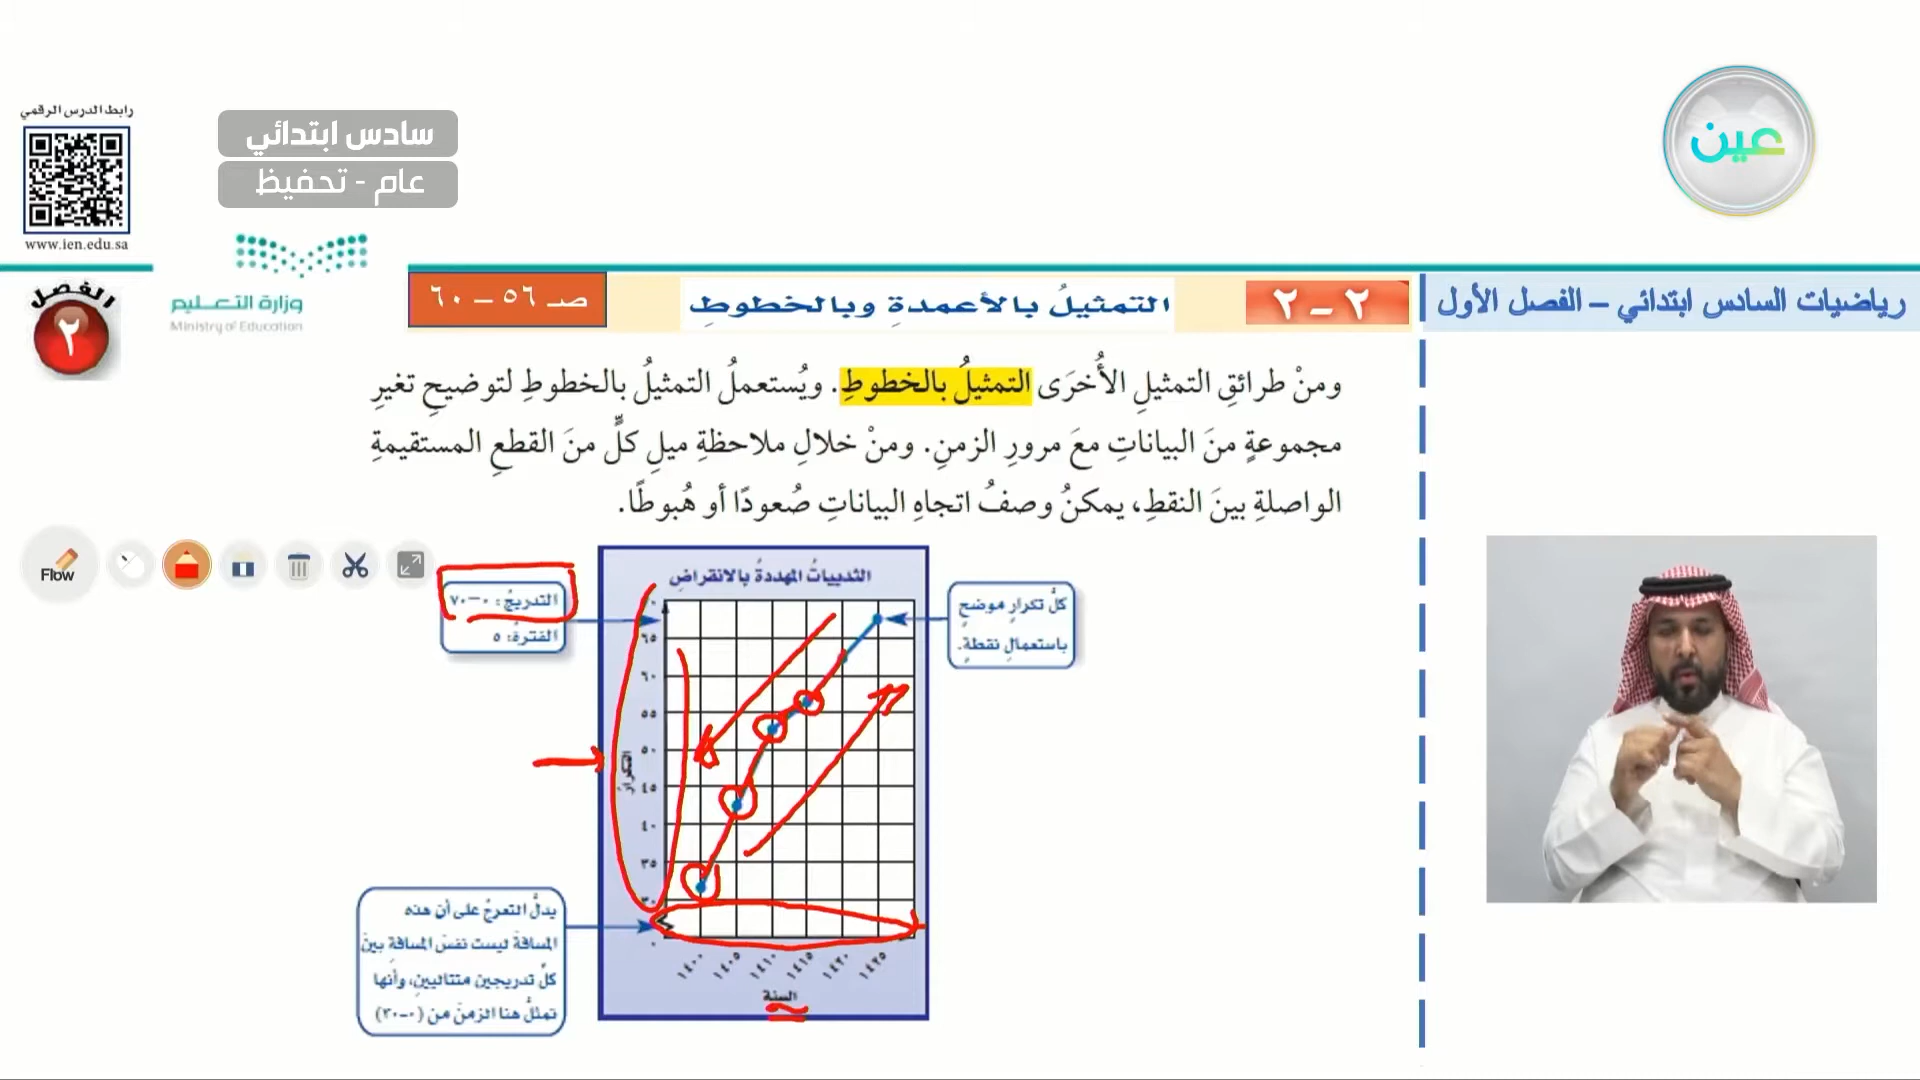 رابط الدرس الرقمي
www.ien.edu.sa
سادس ابتدائي
عام - تحفيظ
عين
وزارة التعـــليم
Ministry of Education
رياضيات السادس ابتدائي – الفصل الأول
٢-٢
التمثيلُ بالأعمدةِ وبالخطوطِ
صـ ٥٦ – ٦٠
الفصل
٢
ومنْ طرائقِ التمثيلِ الأُخرَى التمثيلُ بالخطوطِ. ويُستعملُ التمثيلُ بالخطوطِ لتوضيحِ تغيرِ
مجموعةٍ منَ البياناتِ معَ مرورِ الزمنِ. ومنْ خلالِ ملاحظةِ ميلِ كلٍّ منَ القطعِ المستقيمةِ
الواصلةِ بينَ النقطِ، يمكنُ وصفُ اتجاهِ البياناتِ صُعودًا أو هُبوطًا.
Flow
التدريجُ: ٠-٧٠
الفترة: ٥
الثدييات المهددةُ بالانقراضِ
كلُّ تكرارٍ موضحٍ
باستعمالِ نقطةٍ.
٦٥
٦٠
٥٥
٥٠
٤٥
٤٠
٣٥
٣٠
٠
التكرار
١٤٠٠
١٤٠٥
١٤١٠
١٤١٥
١٤٢٠
١٤٢٥
السنة
يدلُّ التعرجُ على أن هذه
المسافةَ ليست نفسَ المسافةِ بينَ
كلِّ تدريجين متتاليينِ، وأنها
تمثلُ هنا الزمنَ من (٠-٣٠)